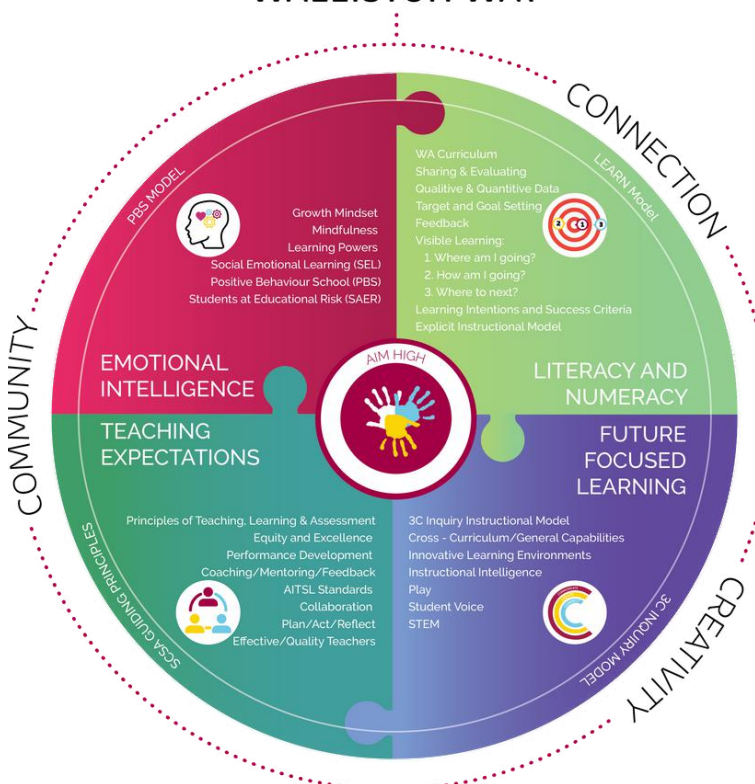 CONNECTION
COMMUNITY
CREATIVITY
PBS MODEL
Growth Mindset
Mindfulness
Learning Powers
Social Emotional Learning (SEL)
Positive Behaviour School (PBS)
Students at Educational Risk (SAER)
EMOTIONAL
INTELLIGENCE
LEARN Model
WA Curriculum
Sharing & Evaluating
Qualitive & Quantitive Data
Target and Goal Setting
Feedback
Visible Learning:
1. Where am I going?
2. How am I going?
3. Where to next?
Learning Intentions and Success Criteria
Explicit Instructional Model
2 1 3
LITERACY AND
NUMERACY
AIM HIGH
TEACHING
EXPECTATIONS
Principles of Teaching, Learning & Assessment
Equity and Excellence
Performance Development
Coaching/Mentoring/Feedback
AITSL Standards
Collaboration
Plan/Act/Reflect
Effective/Quality Teachers
SCSA GUIDING PRINCIPLES
FUTURE
FOCUSED
LEARNING
3C Inquiry Instructional Model
Cross - Curriculum/General Capabilities
Innovative Learning Environments
Instructional Intelligence
Play
Student Voice
STEM
3C INQUIRY MODEL